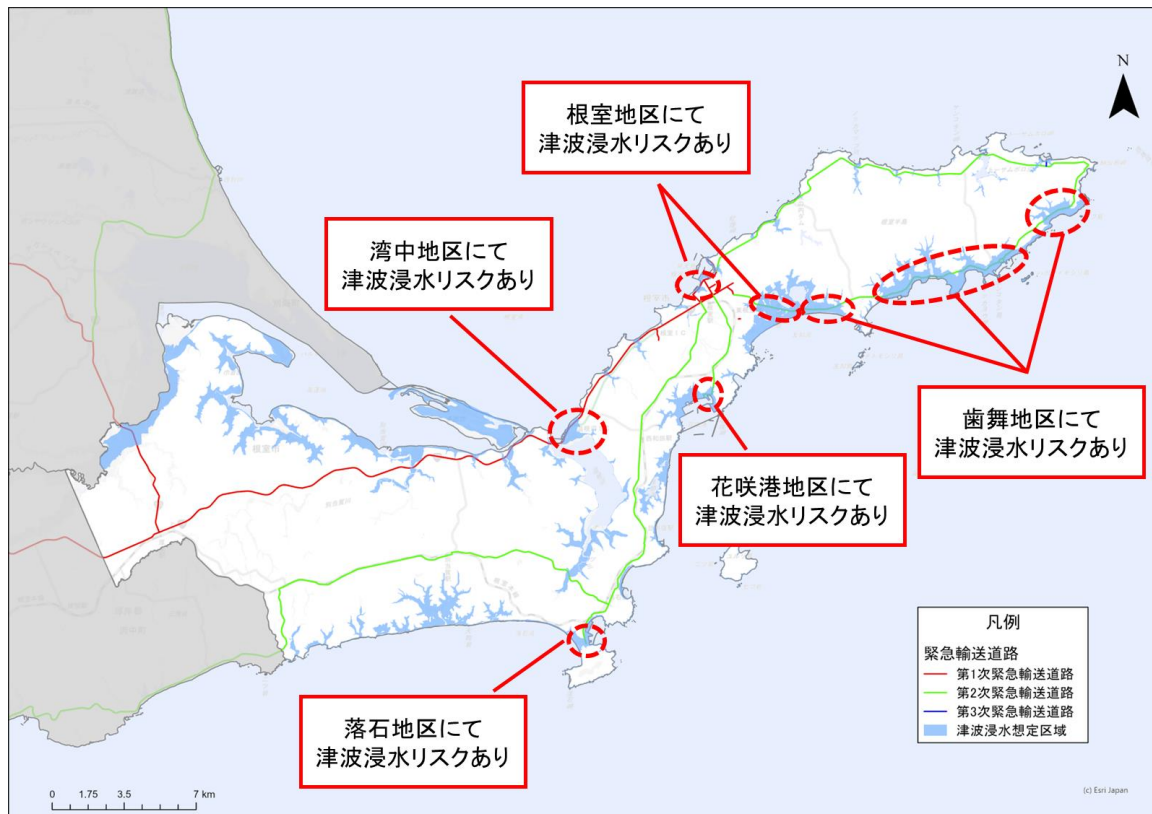 N
根室地区にて
津波浸水リスクあり
湾中地区にて
津波浸水リスクあり
歯舞地区にて
津波浸水リスクあり
花咲港地区にて
津波浸水リスクあり
落石地区にて
津波浸水リスクあり
凡例
緊急輸送道路
第1次緊急輸送道路
第2次緊急輸送道路
第3次緊急輸送道路
津波浸水想定区域
0 1.75 3.5 7 km
(c) Esri Japan